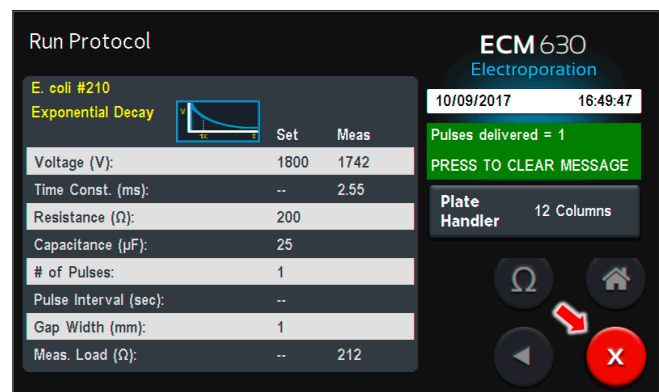 Run Protocol
ECM 630
Electroporation
E. coli #210
Exponential Decay
V
TC
t
Set Meas
10/09/2017 16:49:47
Pulses delivered = 1
PRESS TO CLEAR MESSAGE
Voltage (V): 1800 1742
Time Const. (ms): -- 2.55
Resistance (Ω): 200
Capacitance (µF): 25
# of Pulses: 1
Pulse Interval (sec): --
Gap Width (mm): 1
Meas. Load (Ω): -- 212
Plate
Handler
12 Columns
Ω
X